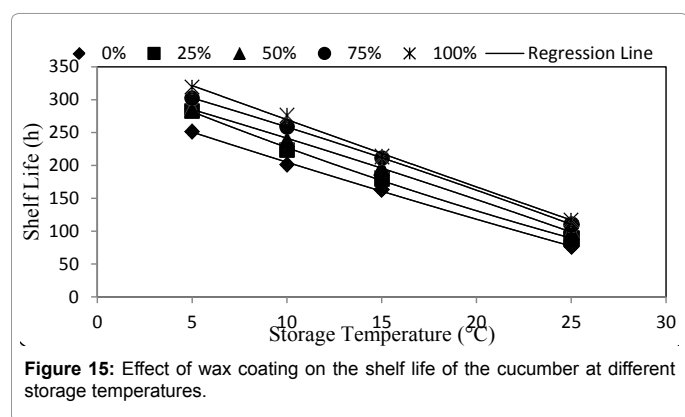 0% 25% 50% 75% 100% Regression Line
350
300
250
200
150
100
50
0
Shelf Life (h)
0 5 10 15 20 25 30
Storage Temperature (°C)
Figure 15: Effect of wax coating on the shelf life of the cucumber at different
storage temperatures.